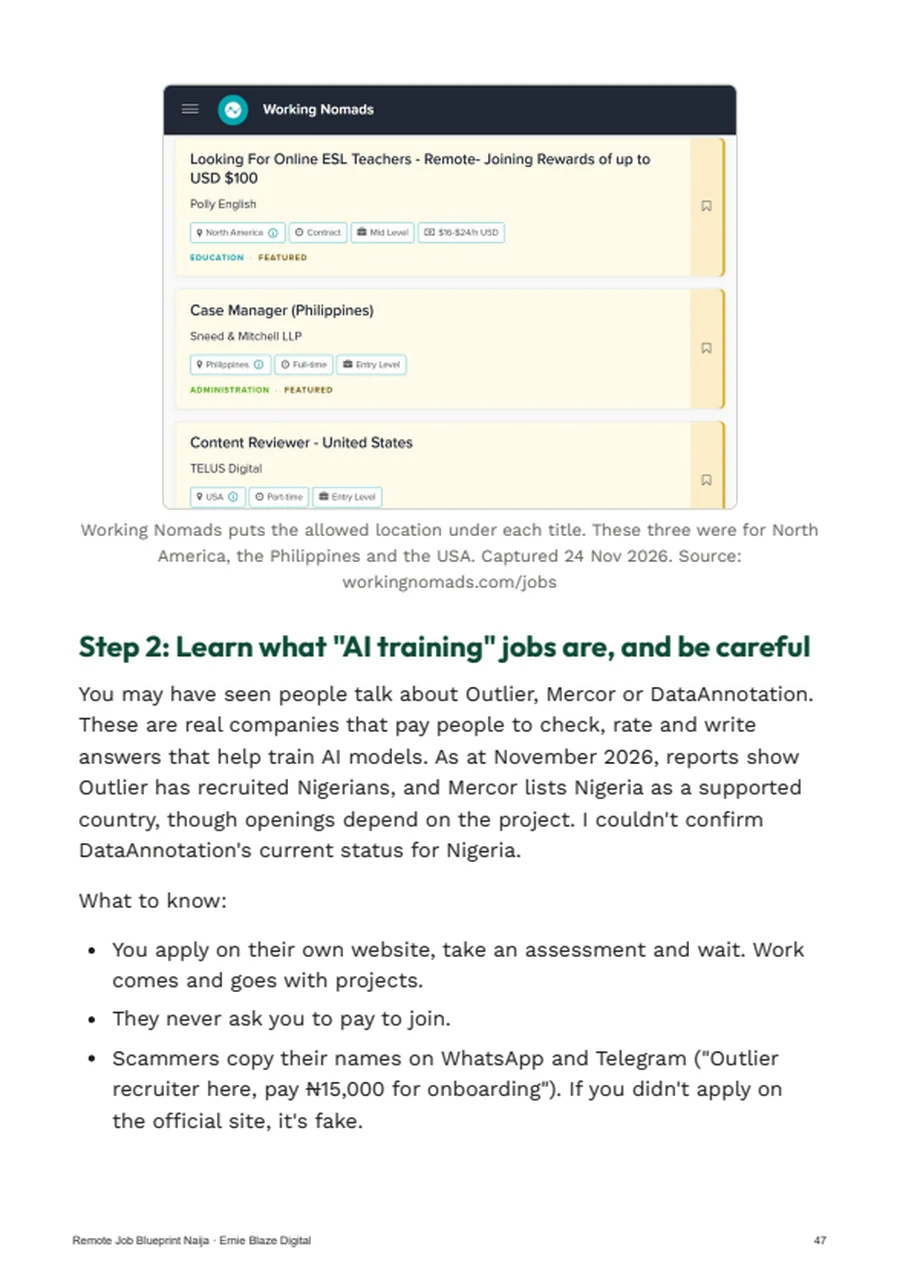 Working Nomads
Looking For Online ESL Teachers - Remote- Joining Rewards of up to
USD $100
Polly English
North America Contract Mid Level $16-$24/h USD
EDUCATION · FEATURED
Case Manager (Philippines)
Sneed & Mitchell LLP
Philippines Full-time Entry Level
ADMINISTRATION · FEATURED
Content Reviewer - United States
TELUS Digital
USA Part-time Entry Level
Working Nomads puts the allowed location under each title. These three were for North
America, the Philippines and the USA. Captured 24 Nov 2026. Source:
workingnomads.com/jobs
Step 2: Learn what "AI training" jobs are, and be careful
You may have seen people talk about Outlier, Mercor or DataAnnotation.
These are real companies that pay people to check, rate and write
answers that help train AI models. As at November 2026, reports show
Outlier has recruited Nigerians, and Mercor lists Nigeria as a supported
country, though openings depend on the project. I couldn't confirm
DataAnnotation's current status for Nigeria.
What to know:
• You apply on their own website, take an assessment and wait. Work
comes and goes with projects.
• They never ask you to pay to join.
• Scammers copy their names on WhatsApp and Telegram ("Outlier
recruiter here, pay ₦15,000 for onboarding"). If you didn't apply on
the official site, it's fake.
Remote Job Blueprint Naija · Ernie Blaze Digital 47